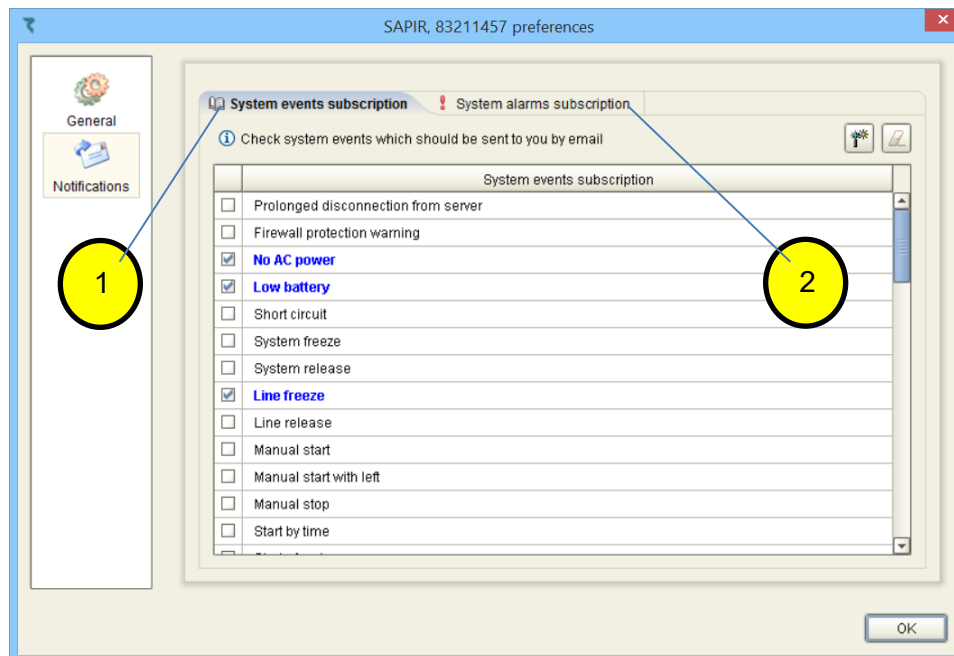 SAPIR, 83211457 preferences
General
Notifications
System events subscription
System alarms subscription
Check system events which should be sent to you by email
System events subscription
Prolonged disconnection from server
Firewall protection warning
No AC power
Low battery
Short circuit
System freeze
System release
Line freeze
Line release
Manual start
Manual start with left
Manual stop
Start by time
1
2
OK